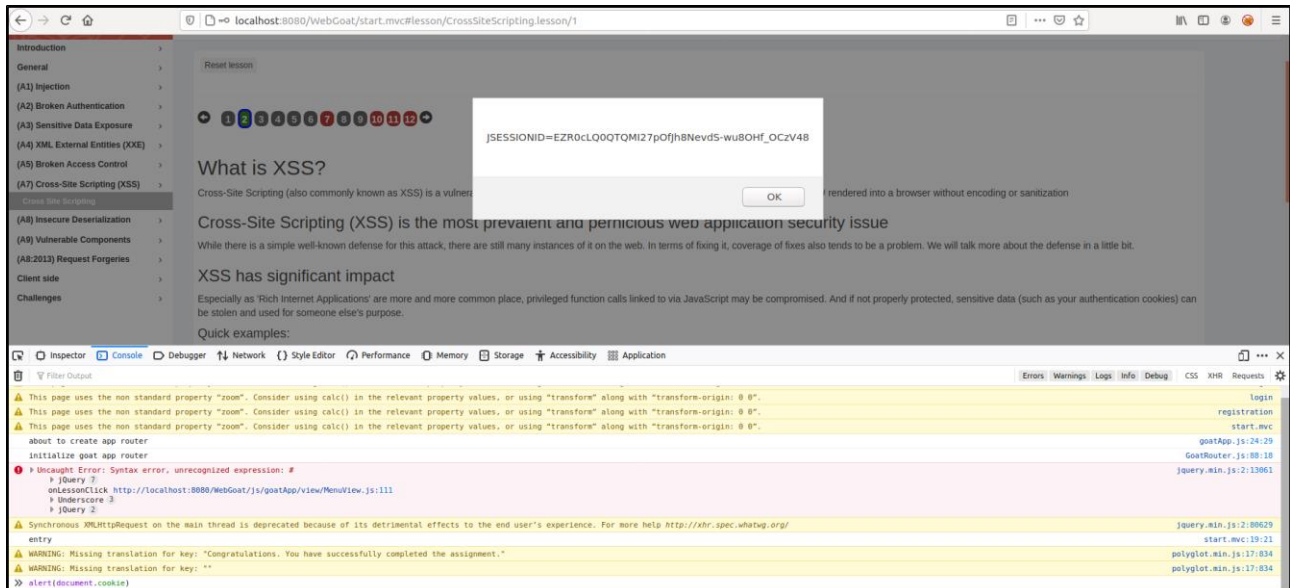 localhost:8080/WebGoat/start.mvc#lesson/CrossSiteScripting.lesson/1
Introduction
General
(A1) Injection
(A2) Broken Authentication
(A3) Sensitive Data Exposure
(A4) XML External Entities (XXE)
(A5) Broken Access Control
(A7) Cross-Site Scripting (XSS)
Cross Site Scripting
(A8) Insecure Deserialization
(A9) Vulnerable Components
(A8:2013) Request Forgeries
Client side
Challenges
Reset lesson
1 2 3 4 5 6 7 8 9 10 11 12
JSESSIONID=EZR0cLQ0QTQMI27pOfJh8NevdS-wu8OHf_OCzV48
OK
What is XSS?
Cross-Site Scripting (also commonly known as XSS) is a vulnera rendered into a browser without encoding or sanitization
Cross-Site Scripting (XSS) is the most prevalent and pernicious web application security issue
While there is a simple well-known defense for this attack, there are still many instances of it on the web. In terms of fixing it, coverage of fixes also tends to be a problem. We will talk more about the defense in a little bit.
XSS has significant impact
Especially as 'Rich Internet Applications' are more and more common place, privileged function calls linked to via JavaScript may be compromised. And if not properly protected, sensitive data (such as your authentication cookies) can
be stolen and used for someone else's purpose.
Quick examples:
Inspector Console Debugger Network Style Editor Performance Memory Storage Accessibility Application
Filter Output Errors Warnings Logs Info Debug CSS XHR Requests
login
This page uses the non standard property "zoom". Consider using calc() in the relevant property values, or using "transform" along with "transform-origin: 0 0". login
This page uses the non standard property "zoom". Consider using calc() in the relevant property values, or using "transform" along with "transform-origin: 0 0". registration
This page uses the non standard property "zoom". Consider using calc() in the relevant property values, or using "transform" along with "transform-origin: 0 0". start.mvc
about to create app router goatApp.js:24:29
initialize goat app router GoatRouter.js:88:18
Uncaught Error: Syntax error, unrecognized expression: # jquery.min.js:2:13061
jQuery 7
onLessonClick http://localhost:8080/WebGoat/js/goatApp/view/MenuView.js:111
Underscore 3
jQuery 2
Synchronous XMLHttpRequest on the main thread is deprecated because of its detrimental effects to the end user's experience. For more help http://xhr.spec.whatwg.org/ jquery.min.js:2:80629
entry start.mvc:19:21
WARNING: Missing translation for key: "Congratulations. You have successfully completed the assignment." polyglot.min.js:17:834
WARNING: Missing translation for key: "" polyglot.min.js:17:834
>> alert(document.cookie)